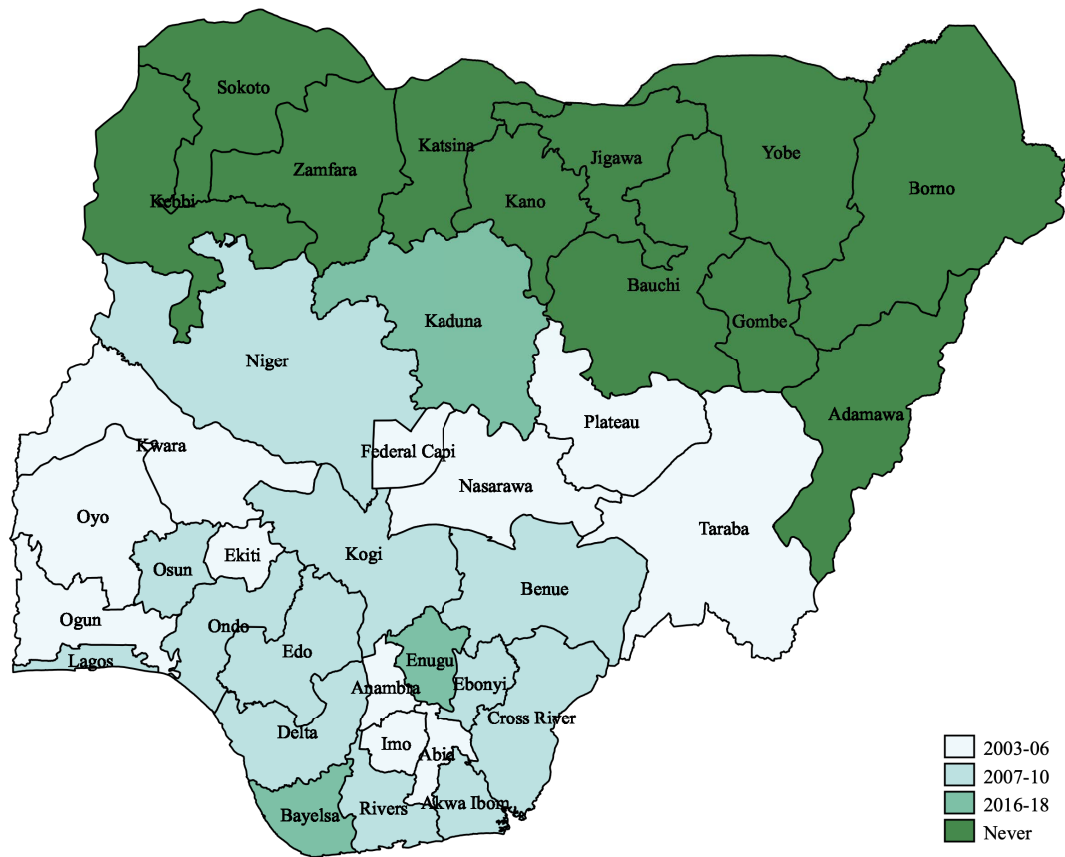 Sokoto
Katsina
Jigawa
Yobe
Zamfara
Kebbi
Kano
Borno
Bauchi
Kaduna
Gombe
Niger
Adamawa
Plateau
Kwara
Federal Capi
Nasarawa
Oyo
Taraba
Ekiti
Kogi
Osun
Benue
Ogun
Ondo
Edo
Lagos
Enugu
Anambra
Ebonyi
Cross River
Delta
Imo
Abia
Bayelsa
Rivers
Akwa Ibom
2003-06
2007-10
2016-18
Never